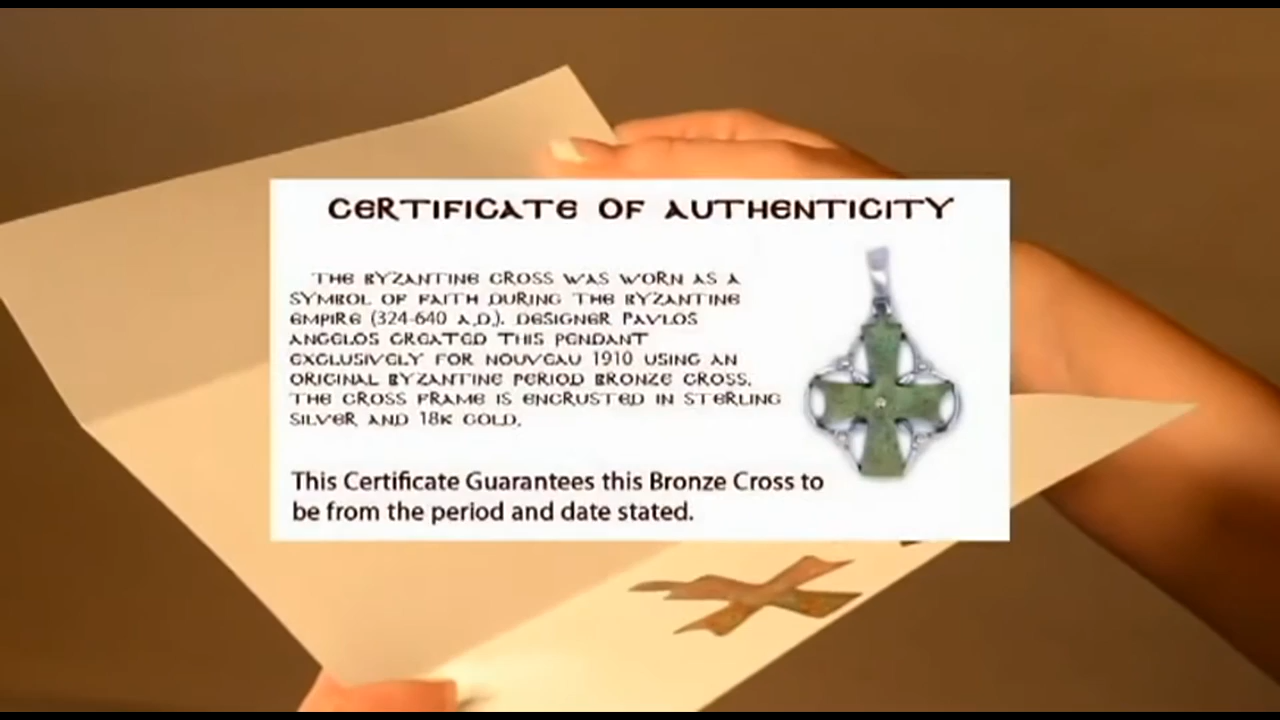 CERTIFICATE OF AUTHENTICITY
THE BYZANTINE CROSS WAS WORN AS A
SYMBOL OF FAITH DURING THE BYZANTINE
EMPIRE (324-640 A.D.). DESIGNER PAVLOS
ANGELOS CREATED THIS PENDANT
EXCLUSIVELY FOR NOUVEAU 1910 USING AN
ORIGINAL BYZANTINE PERIOD BRONZE CROSS.
THE CROSS FRAME IS ENCRUSTED IN STERLING
SILVER AND 18K GOLD.
This Certificate Guarantees this Bronze Cross to
be from the period and date stated.